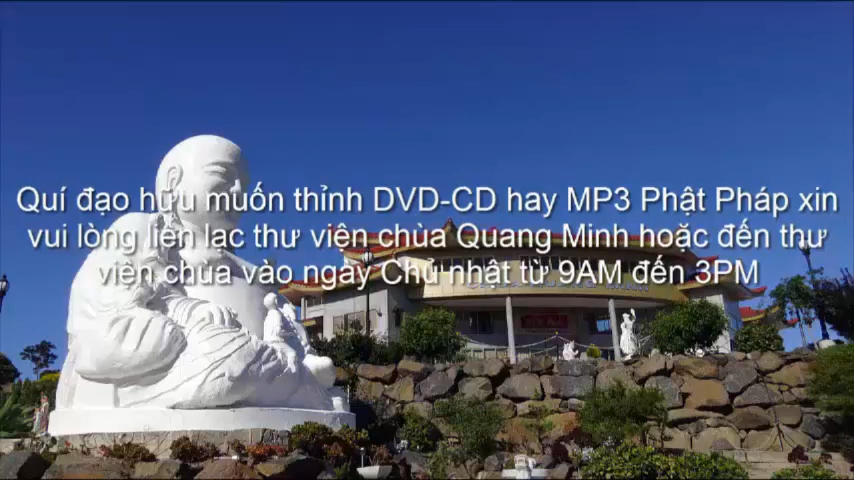 Quí đạo hữu muốn thỉnh DVD-CD hay MP3 Phật Pháp xin
vui lòng liên lạc thư viện chùa Quang Minh hoặc đến thư
viện chùa vào ngày Chủ nhật từ 9AM đến 3PM